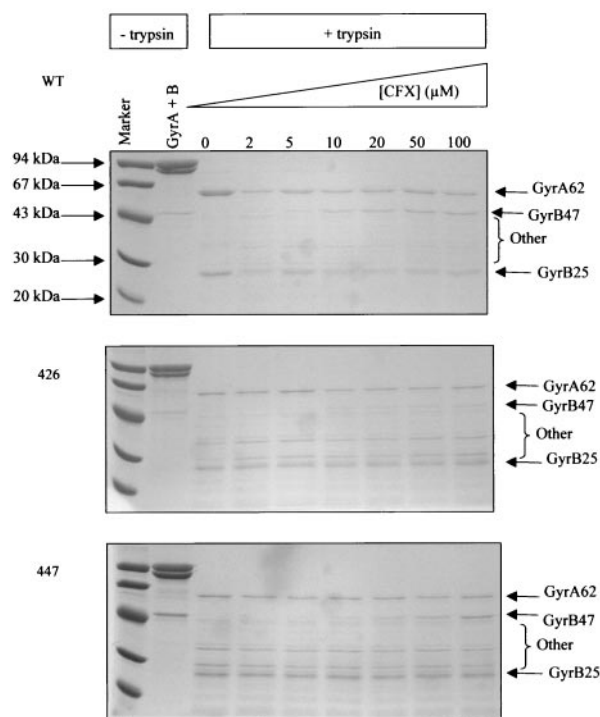 - trypsin + trypsin
WT
Marker
GyrA + B
[CFX] (µM)
0 2 5 10 20 50 100
94 kDa
67 kDa
43 kDa
30 kDa
20 kDa
GyrA62
GyrB47
Other
GyrB25
426
GyrA62
GyrB47
Other
GyrB25
447
GyrA62
GyrB47
Other
GyrB25